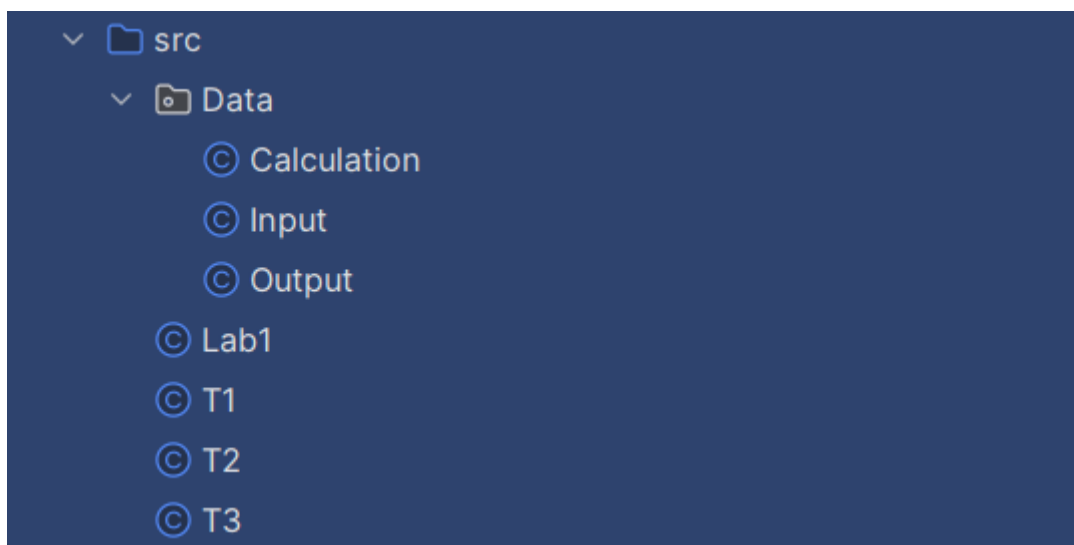 src
Data
Calculation
Input
Output
Lab1
T1
T2
T3